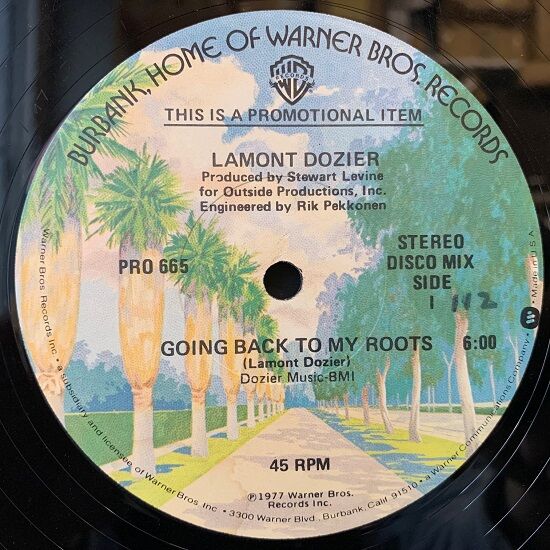 BURBANK, HOME OF WARNER BROS. RECORDS
WB
RECORDS
THIS IS A PROMOTIONAL ITEM
LAMONT DOZIER
Produced by Stewart Levine
for Outside Productions, Inc.
Engineered by Rik Pekkonen
PRO 665
STEREO
DISCO MIX
SIDE
1 112
GOING BACK TO MY ROOTS 6:00
(Lamont Dozier)
Dozier Music-BMI
45 RPM
℗1977 Warner Bros.
Records Inc.
Warner Bros. Records Inc. • a subsidiary and licensee of Warner Bros. Inc. • 3300 Warner Blvd., Burbank, Calif. 91510 • a Warner Communications Company • Made in U.S.A.